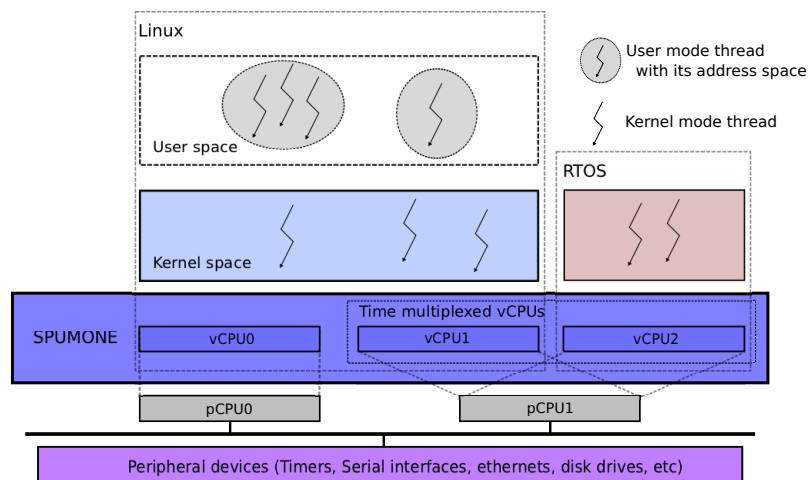 Linux
User mode thread
with its address space
Kernel mode thread
User space
RTOS
Kernel space
Time multiplexed vCPUs
SPUMONE
vCPU0
vCPU1
vCPU2
pCPU0
pCPU1
Peripheral devices (Timers, Serial interfaces, ethernets, disk drives, etc)